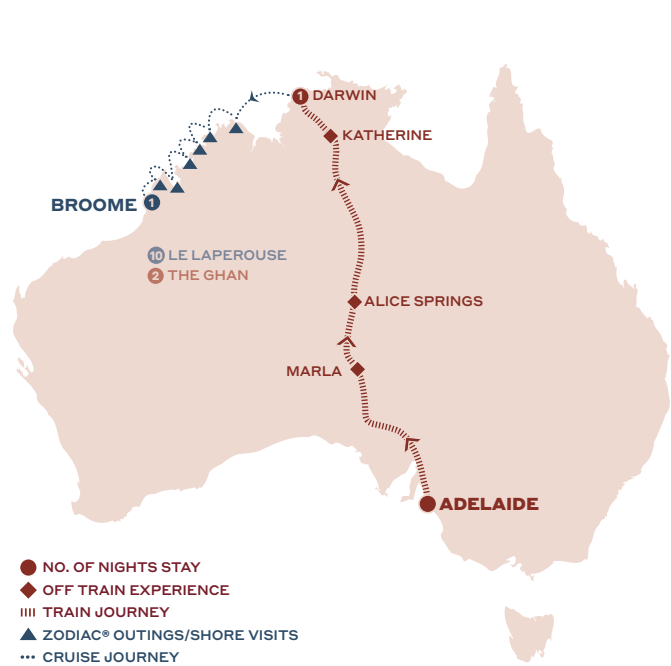 1 DARWIN
KATHERINE
BROOME 1
10 LE LAPEROUSE
2 THE GHAN
ALICE SPRINGS
MARLA
ADELAIDE
NO. OF NIGHTS STAY
OFF TRAIN EXPERIENCE
TRAIN JOURNEY
ZODIAC® OUTINGS/SHORE VISITS
CRUISE JOURNEY